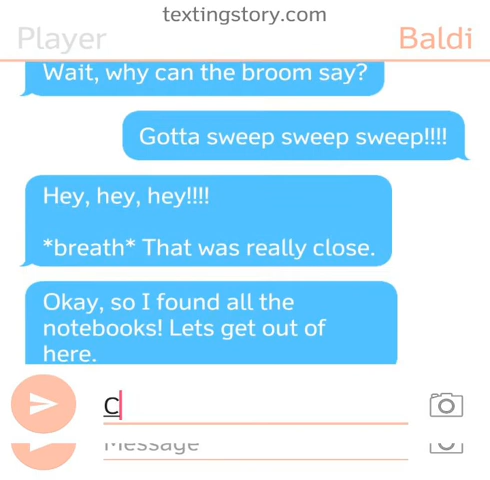 textingstory.com
Player
Baldi
Wait, why can the broom say?
Gotta sweep sweep sweep!!!!
Hey, hey, hey!!!!
*breath* That was really close.
Okay, so I found all the
notebooks! Lets get out of
here.
C
Message